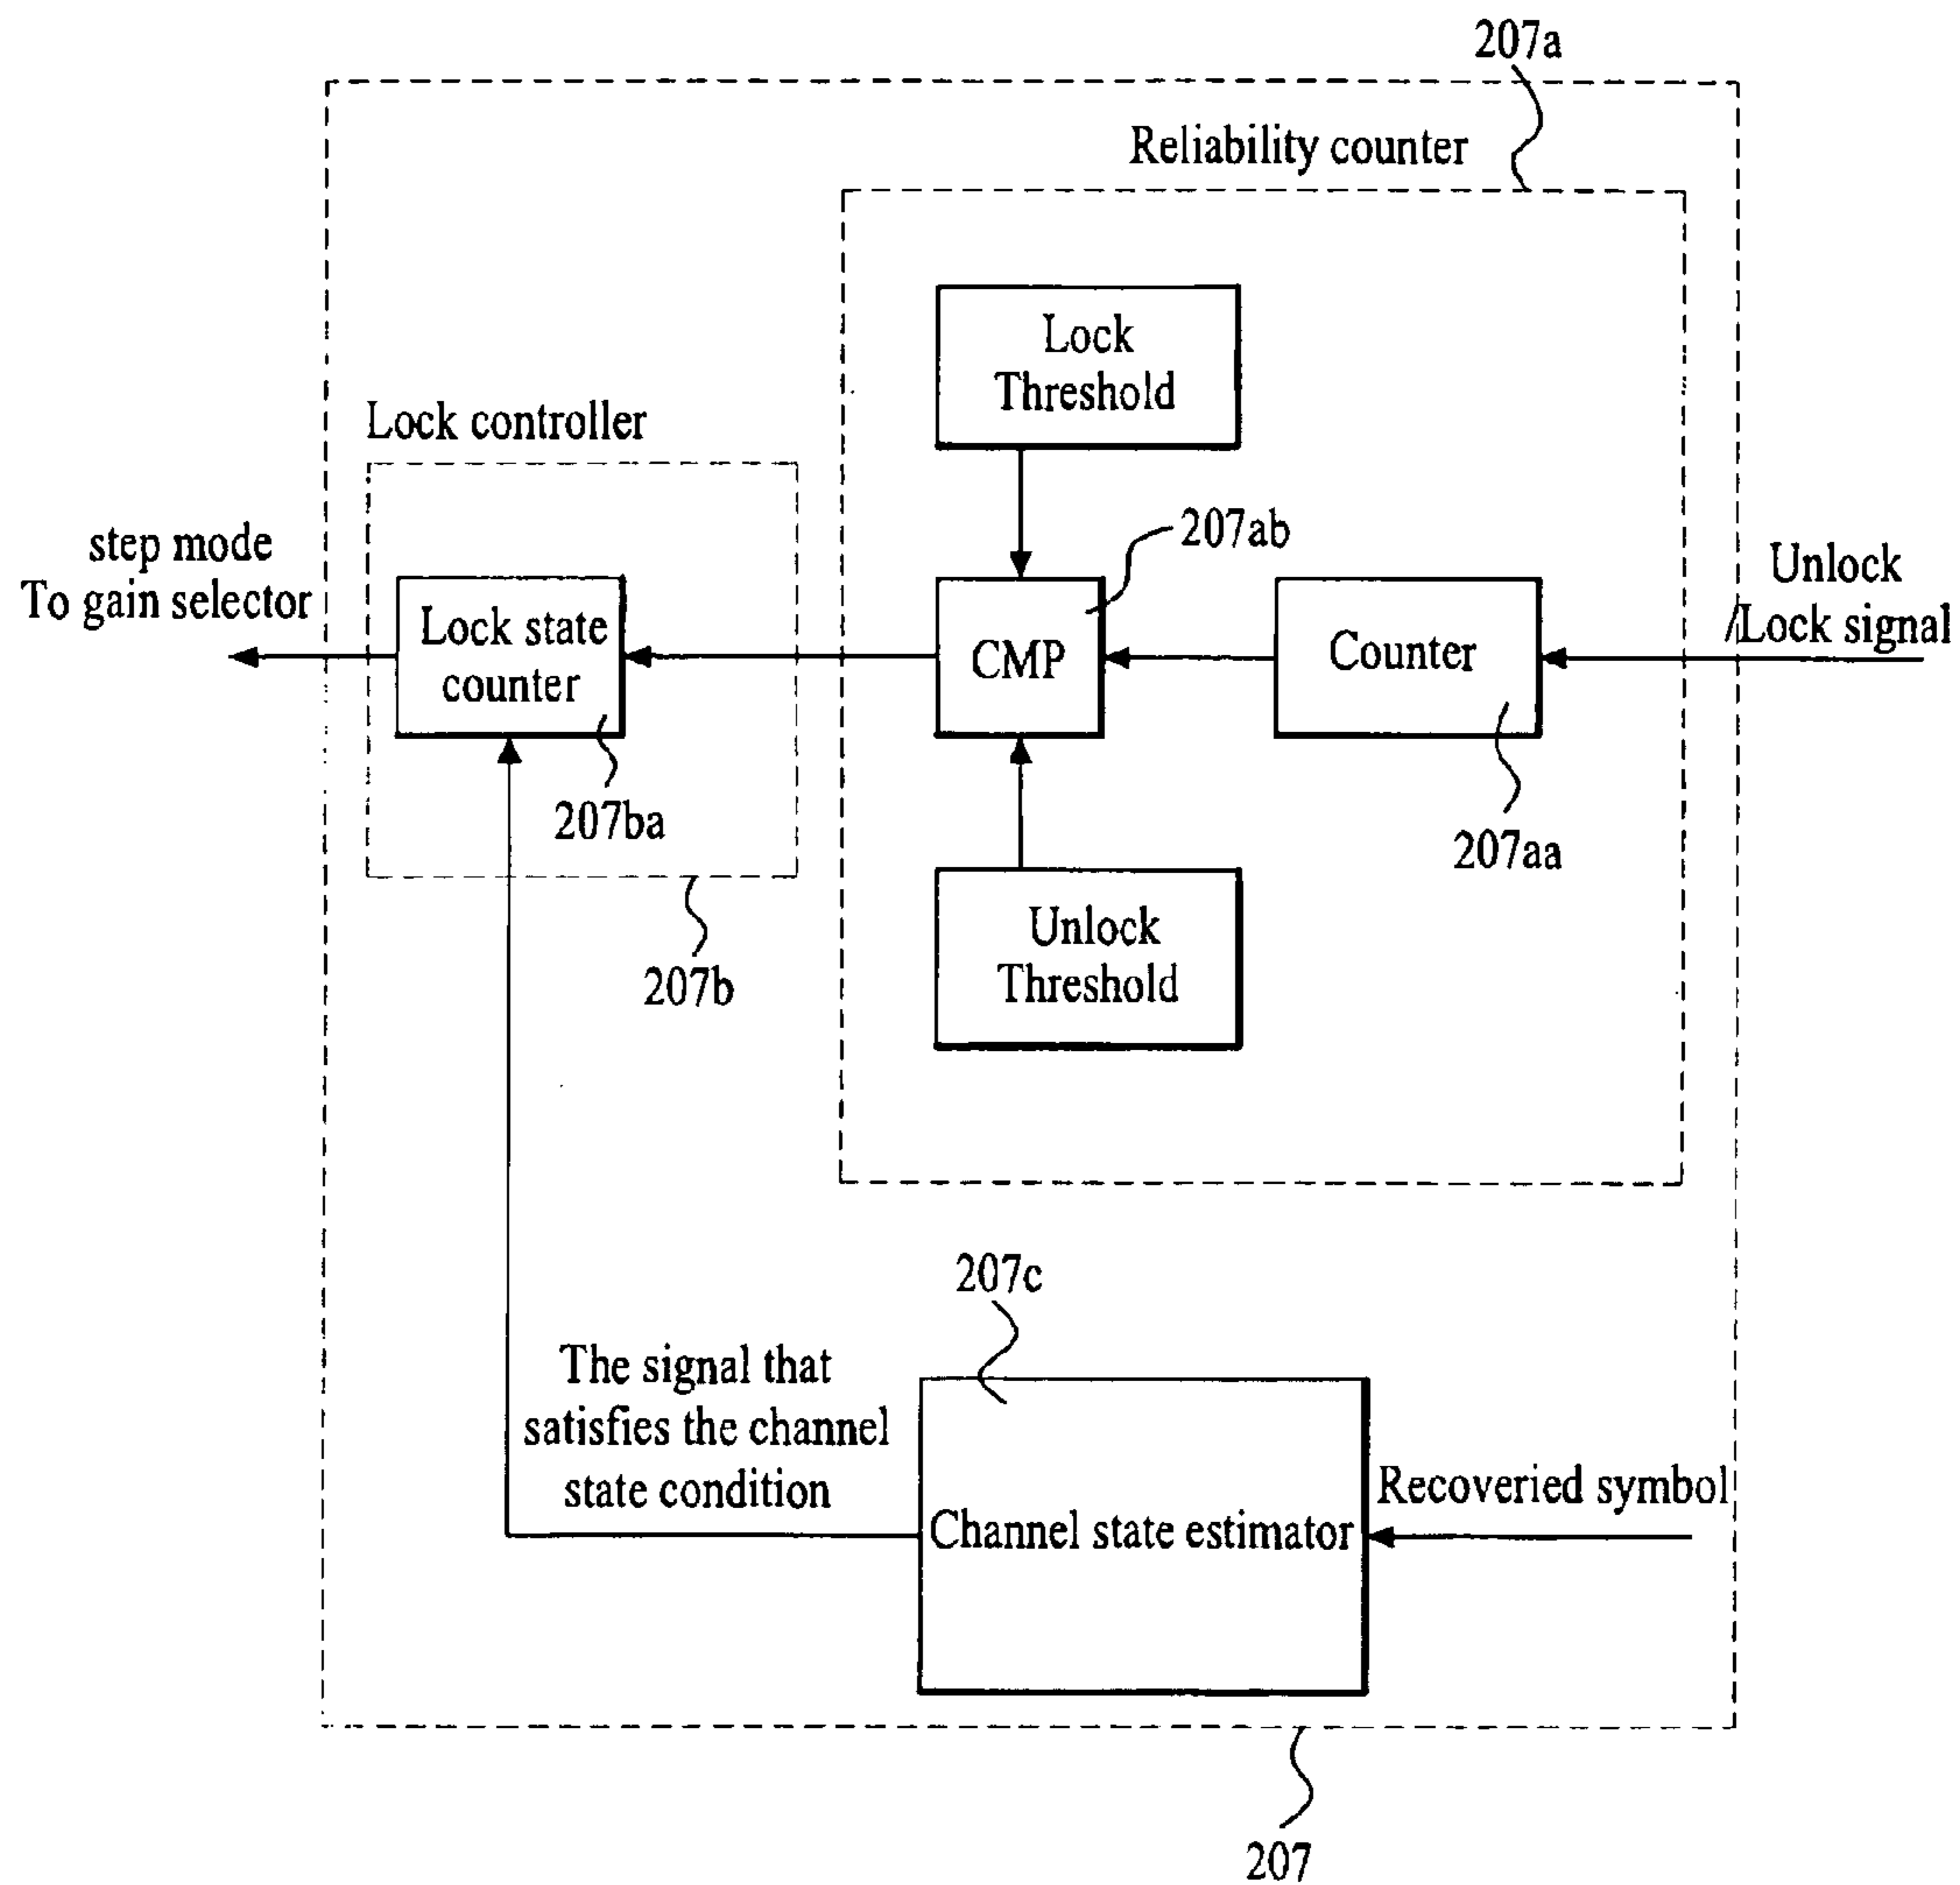 207a
Reliability counter
Lock
Threshold
Lock controller
207ab
step mode
To gain selector
Unlock
/Lock signal
Lock state
counter
CMP
Counter
207ba
207aa
Unlock
Threshold
207b
207c
The signal that
satisfies the channel
state condition
Channel state estimator
Recoveried symbol
207